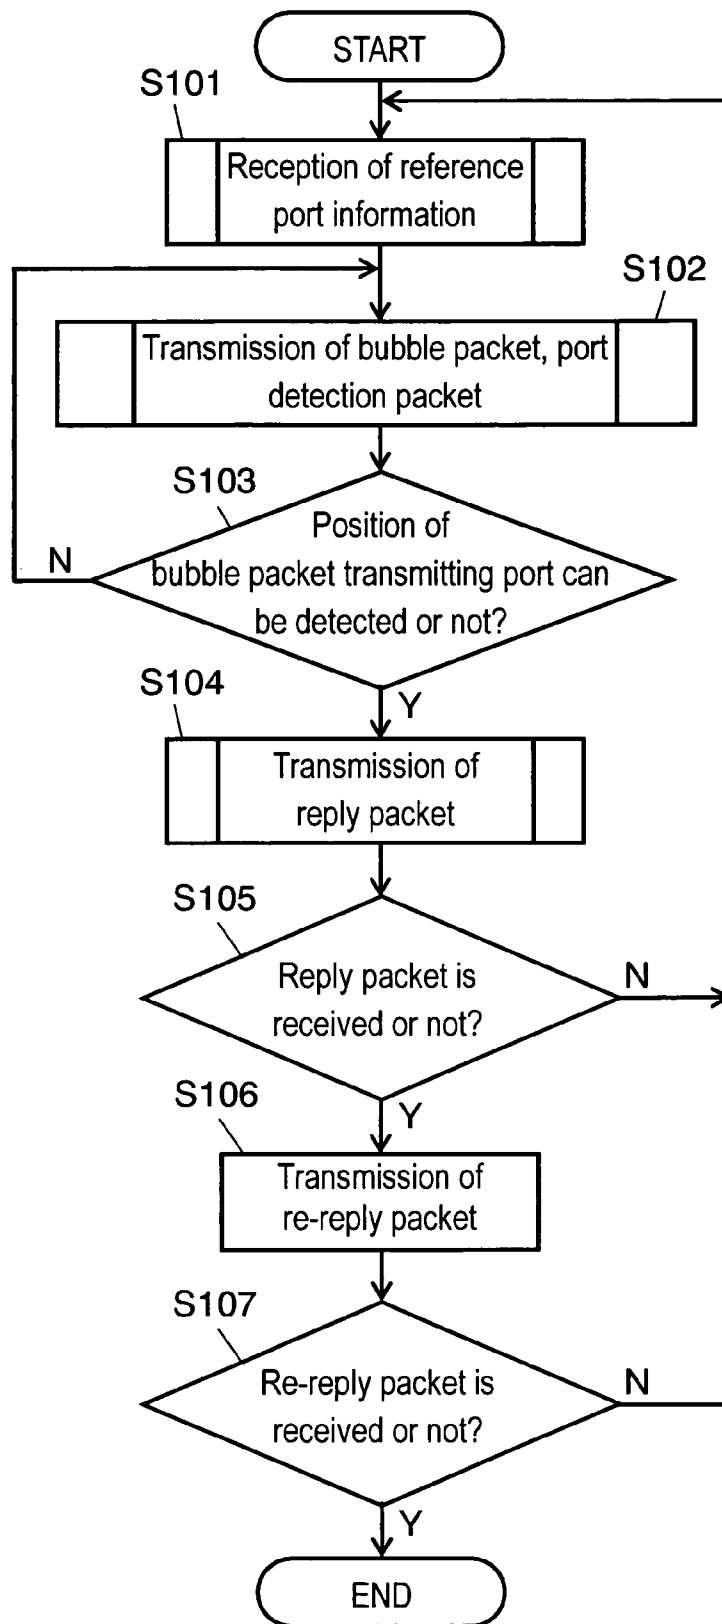 START
S101
Reception of reference
port information
S102
Transmission of bubble packet, port
detection packet
S103
Position of
bubble packet transmitting port can
be detected or not?
N
Y
S104
Transmission of
reply packet
S105
Reply packet is
received or not?
N
Y
S106
Transmission of
re-reply packet
S107
Re-reply packet is
received or not?
N
Y
END